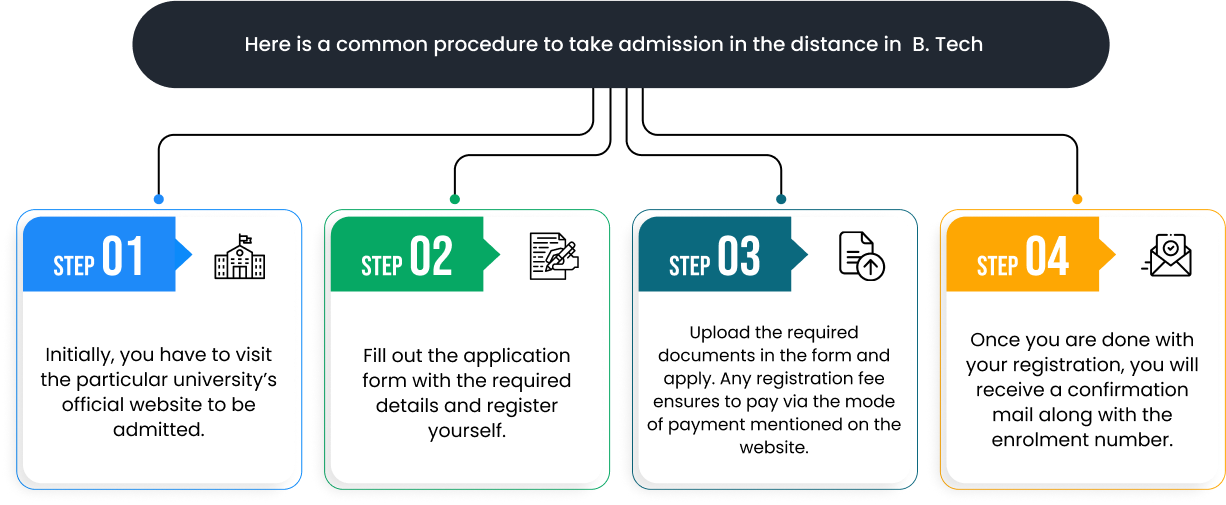 Here is a common procedure to take admission in the distance in  B. Tech
STEP 01
Initially, you have to visit
the particular university’s
official website to be
admitted.
STEP 02
Fill out the application
form with the required
details and register
yourself.
STEP 03
Upload the required
documents in the form and
apply. Any registration fee
ensures to pay via the mode
of payment mentioned on the
website.
STEP 04
Once you are done with
your registration, you will
receive a confirmation
mail along with the
enrolment number.